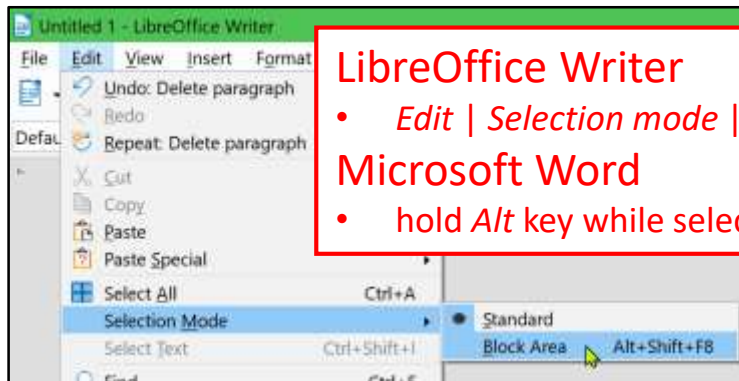 Untitled 1 - LibreOffice Writer
File Edit View Insert Format
LibreOffice Writer
• Edit | Selection mode |
Microsoft Word
• hold Alt key while selec
Undo: Delete paragraph
Redo
Defau
Repeat: Delete paragraph
Cut
Copy
Paste
Paste Special
Select All Ctrl+A
Selection Mode
Standard
Select Text Ctrl+Shift+I
Block Area Alt+Shift+F8
Find Ctrl+F